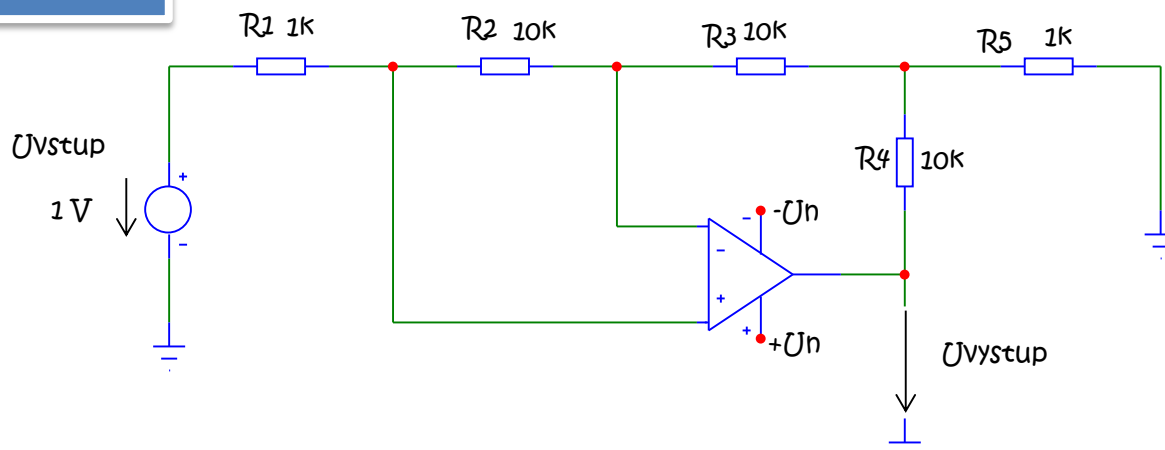 R1 1k
R2 10k
R3 10k
R5 1k
Uvstup
1 V
+
-
R4 10k
- -Un
-
+
+ +Un
Uvystup